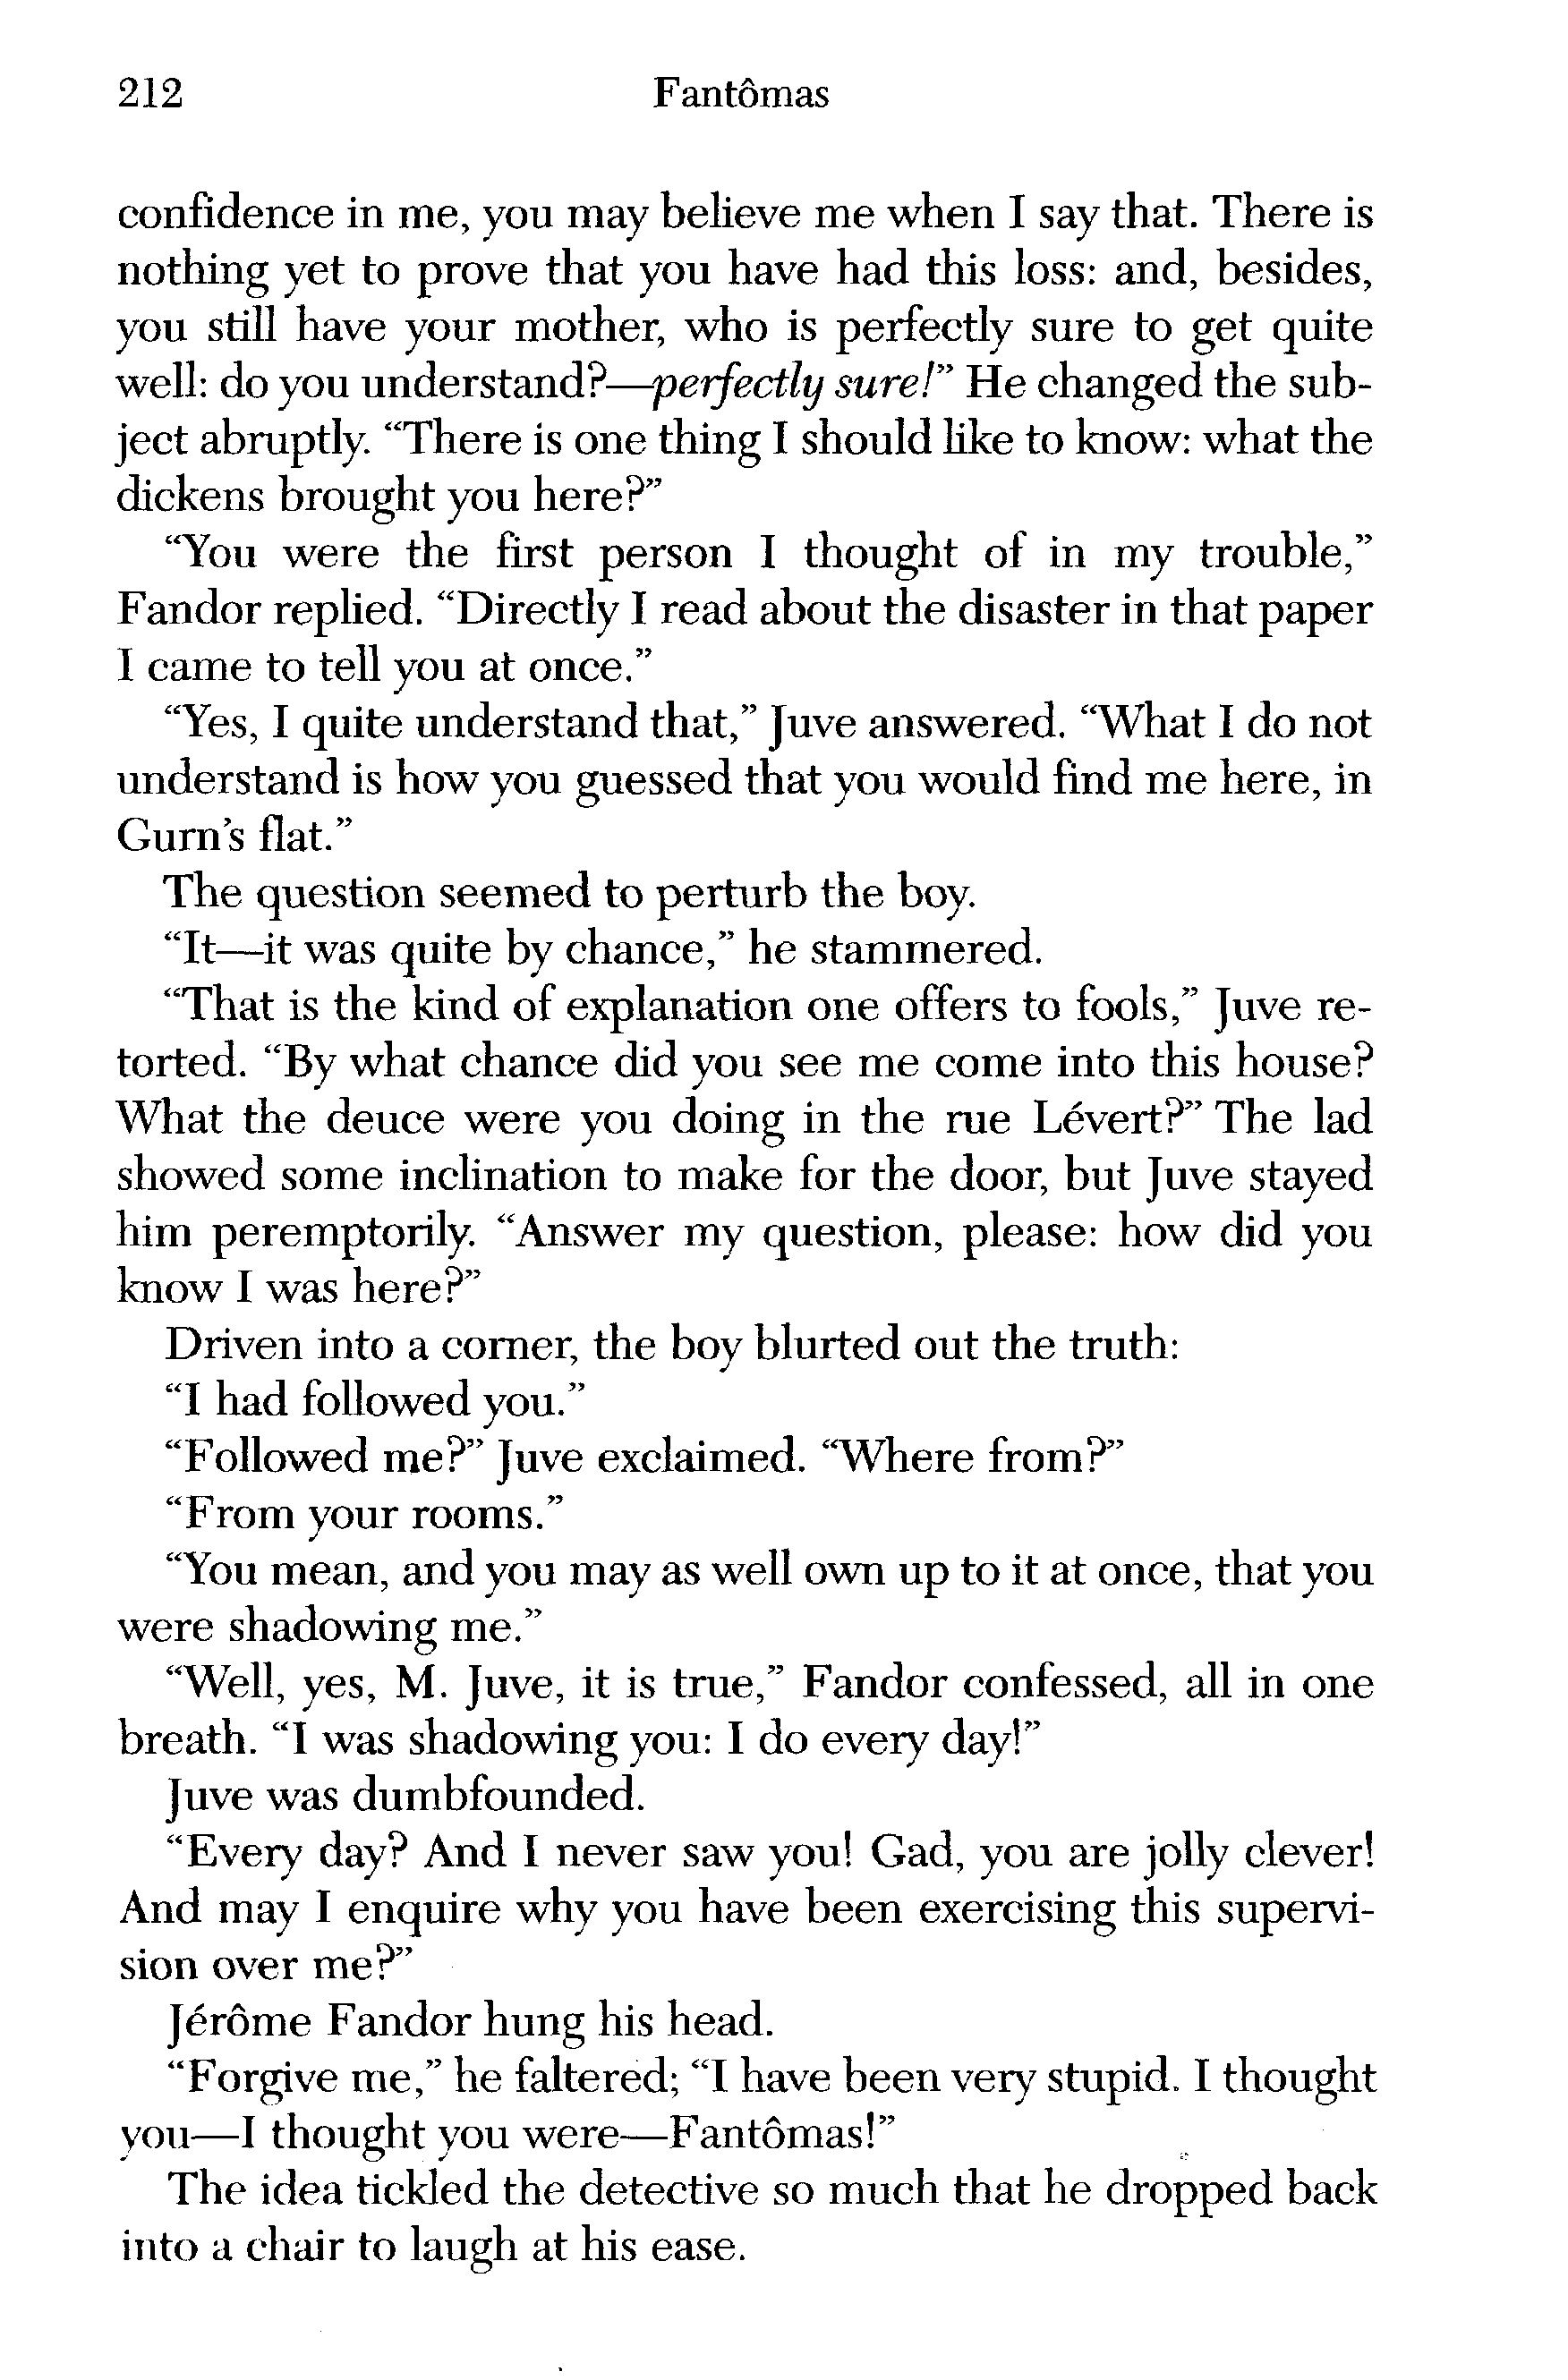 212 Fantômas
confidence in me, you may believe me when I say that. There is
nothing yet to prove that you have had this loss: and, besides,
you still have your mother, who is perfectly sure to get quite
well: do you understand?—perfectly sure!” He changed the sub-
ject abruptly. “There is one thing I should like to know: what the
dickens brought you here?”
“You were the first person I thought of in my trouble,”
Fandor replied. “Directly I read about the disaster in that paper
I came to tell you at once.”
“Yes, I quite understand that,” Juve answered. “What I do not
understand is how you guessed that you would find me here, in
Gurn’s flat.”
The question seemed to perturb the boy.
“It—it was quite by chance,” he stammered.
“That is the kind of explanation one offers to fools,” Juve re-
torted. “By what chance did you see me come into this house?
What the deuce were you doing in the rue Lévert?” The lad
showed some inclination to make for the door, but Juve stayed
him peremptorily. “Answer my question, please: how did you
know I was here?”
Driven into a corner, the boy blurted out the truth:
“I had followed you.”
“Followed me?” Juve exclaimed. “Where from?”
“From your rooms.”
“You mean, and you may as well own up to it at once, that you
were shadowing me.”
“Well, yes, M. Juve, it is true,” Fandor confessed, all in one
breath. “I was shadowing you: I do every day!”
Juve was dumbfounded.
“Every day? And I never saw you! Gad, you are jolly clever!
And may I enquire why you have been exercising this supervi-
sion over me?”
Jérôme Fandor hung his head.
“Forgive me,” he faltered; “I have been very stupid. I thought
you—I thought you were—Fantômas!”
The idea tickled the detective so much that he dropped back
into a chair to laugh at his ease.